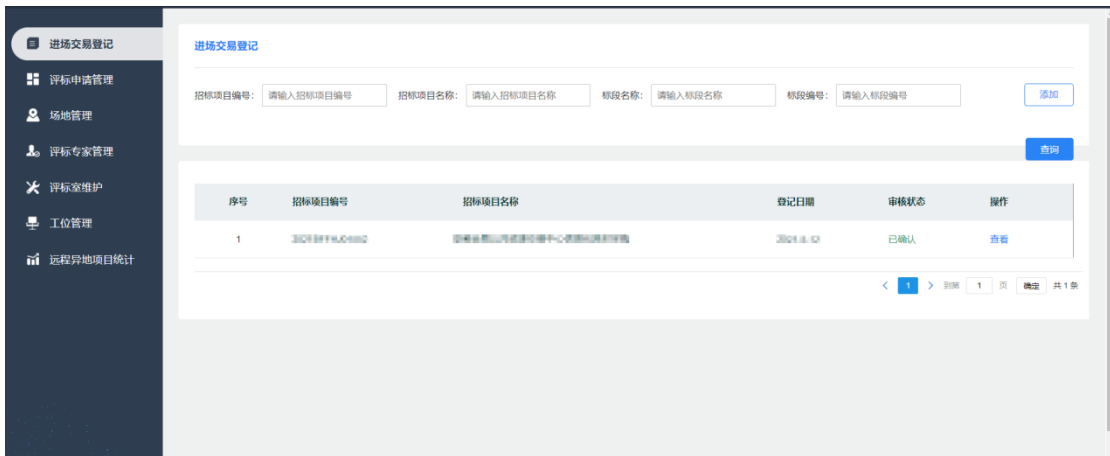 进场交易登记
评标申请管理
场地管理
评标专家管理
评标室维护
工位管理
远程异地项目统计
进场交易登记
招标项目编号： 请输入招标项目编号 招标项目名称： 请输入招标项目名称 标段名称： 请输入标段名称 标段编号： 请输入标段编号 添加
查询
序号 招标项目编号 招标项目名称 登记日期 审核状态 操作
1 已确认 查看
< 1 > 到第 1 页 确定 共 1 条